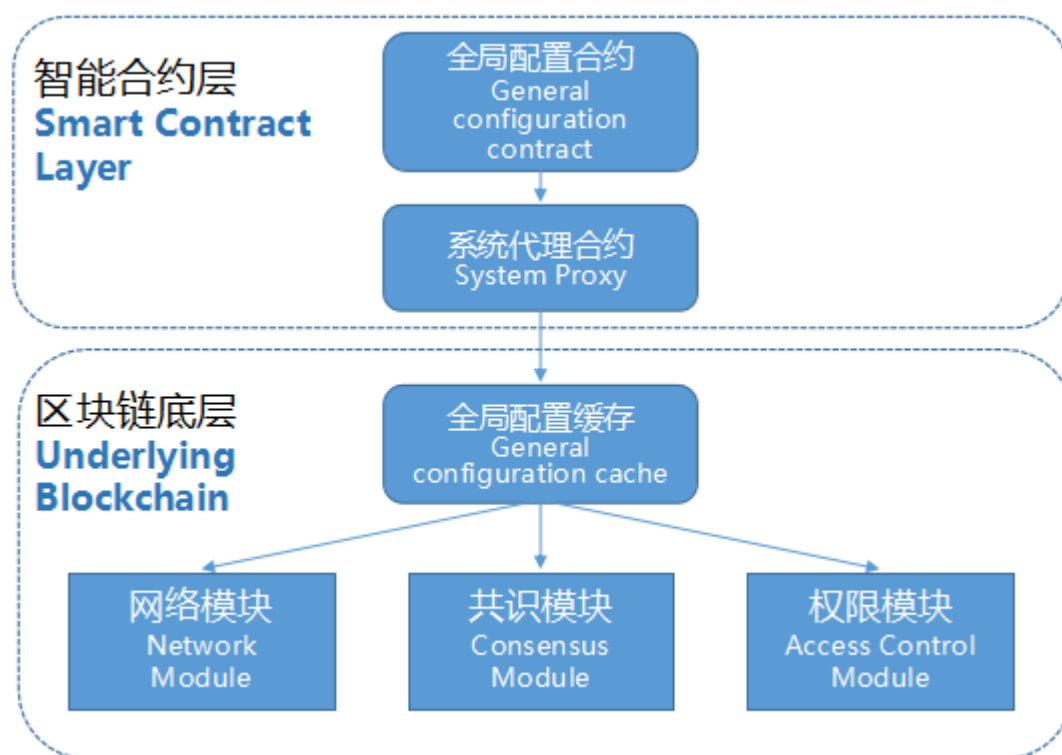 智能合约层
Smart Contract
Layer
全局配置合约
General
configuration
contract
系统代理合约
System Proxy
区块链底层
Underlying
Blockchain
全局配置缓存
General
configuration cache
网络模块
Network
Module
共识模块
Consensus
Module
权限模块
Access Control
Module